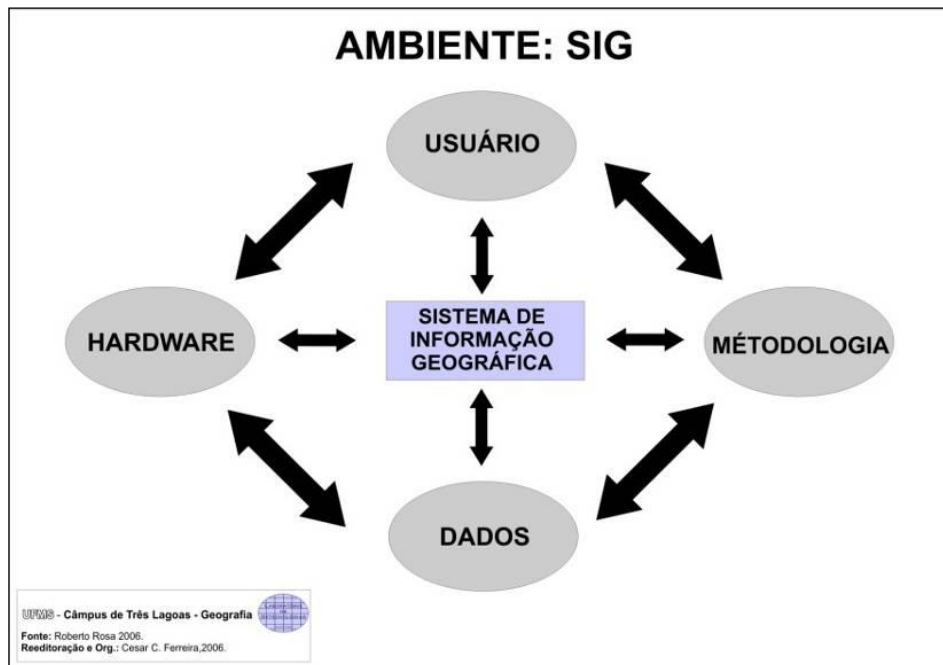 AMBIENTE: SIG
USUÁRIO
HARDWARE
SISTEMA DE
INFORMAÇÃO
GEOGRÁFICA
MÉTODOLOGIA
DADOS
UFMS - Câmpus de Três Lagoas - Geografia
Fonte: Roberto Rosa 2006.
Reeditoração e Org.: Cesar C. Ferreira,2006.